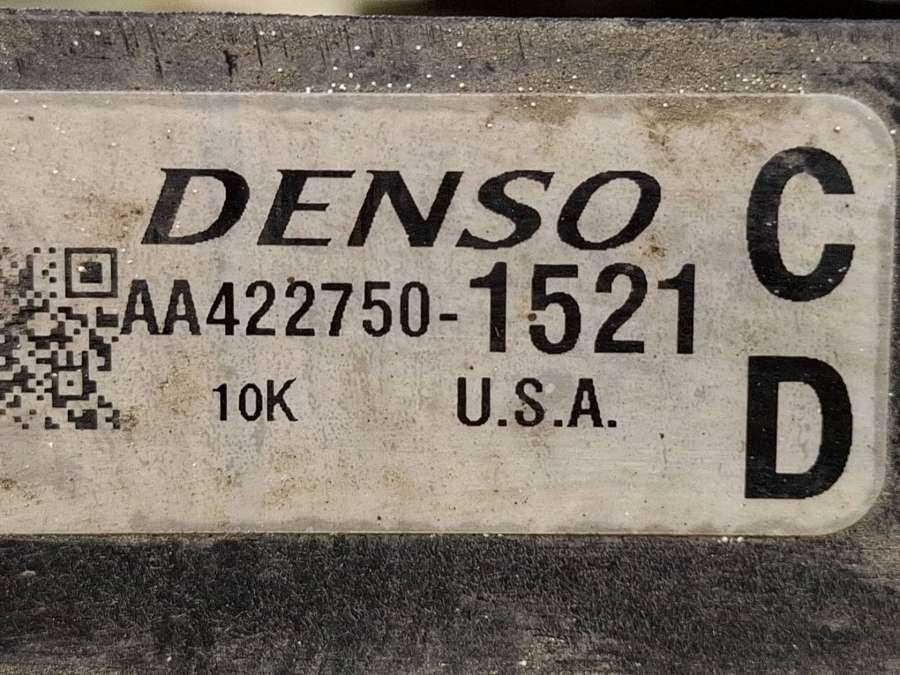 DENSO
AA422750-1521
10K U.S.A.
C
D